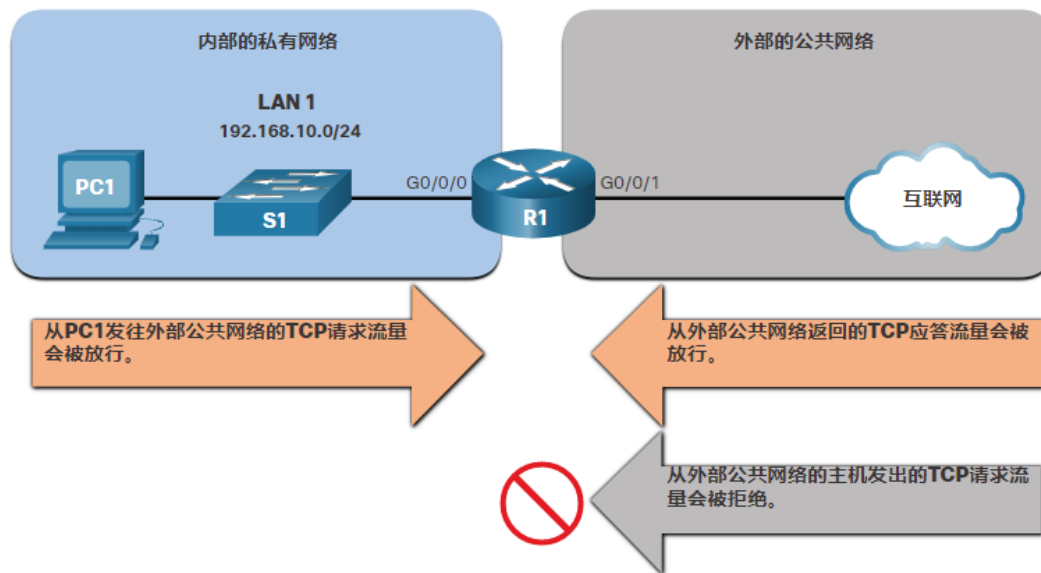 内部的私有网络
外部的公共网络
LAN 1
192.168.10.0/24
PC1
S1
G0/0/0
R1
G0/0/1
互联网
从PC1发往外部公共网络的TCP请求流量
会被放行。
从外部公共网络返回的TCP应答流量会被
放行。
从外部公共网络的主机发出的TCP请求流
量会被拒绝。